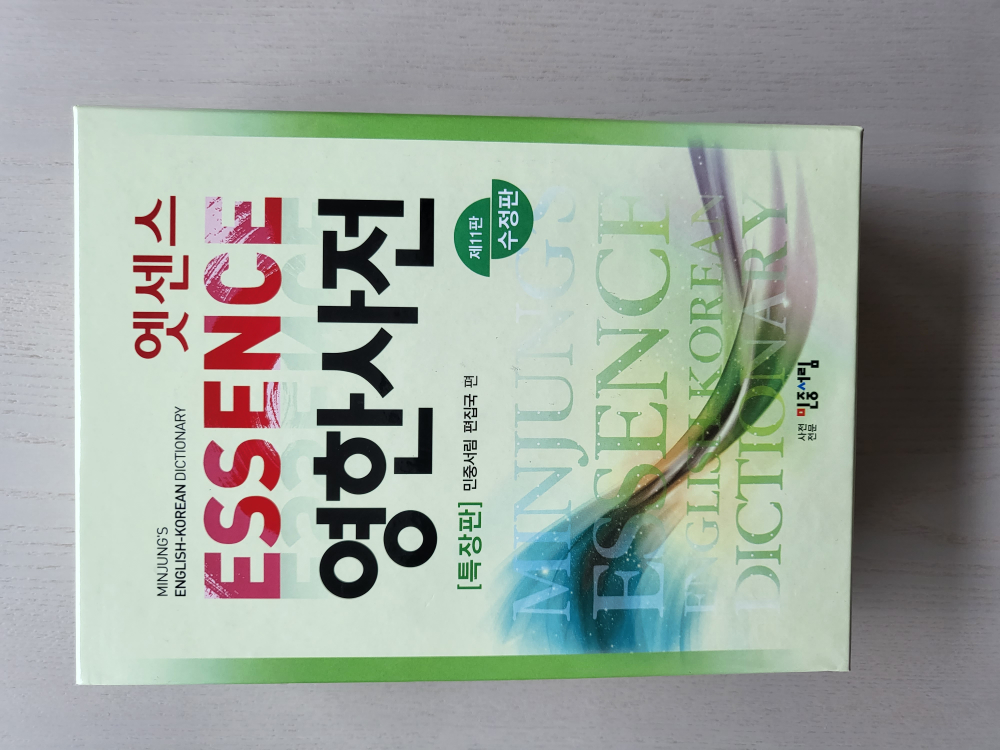 MINJUNG'S
ENGLISH-KOREAN DICTIONARY
엣센스
ESSENCE
영한사전
[특장판]
민중서림 편집국 편
제11판
수정판
MINJUNG'S
ESSENCE
ENGLISH-KOREAN
DICTIONARY
사전
전문
민중서림